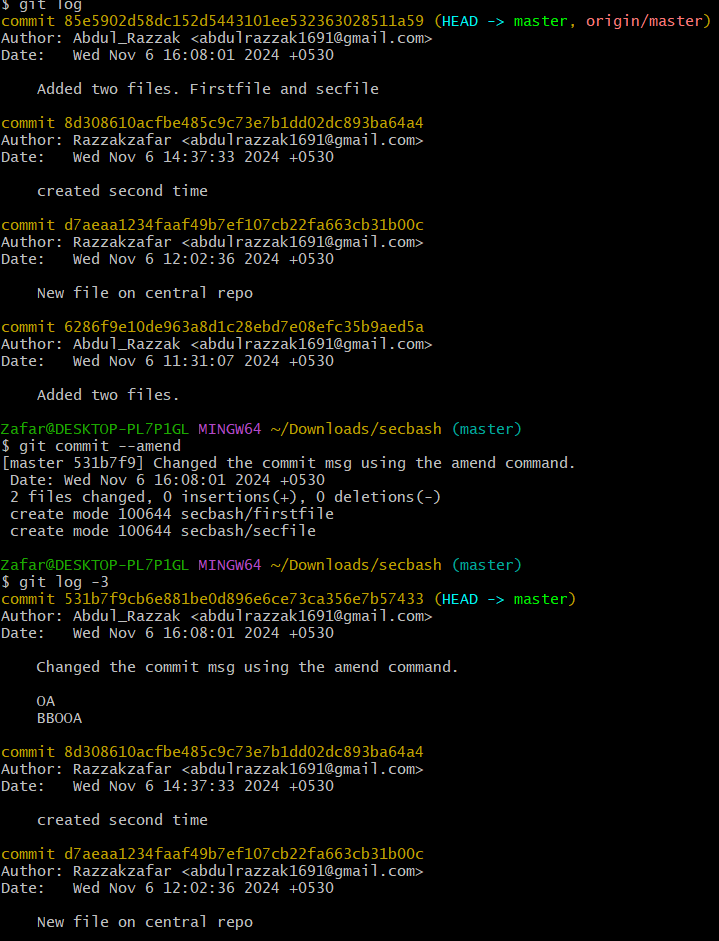 $ git log
commit 85e5902d58dc152d5443101ee532363028511a59 (HEAD -> master, origin/master)
Author: Abdul_Razzak <abdulrazzak1691@gmail.com>
Date:   Wed Nov 6 16:08:01 2024 +0530

    Added two files. Firstfile and secfile

commit 8d308610acfbe485c9c73e7b1dd02dc893ba64a4
Author: Razzakzafar <abdulrazzak1691@gmail.com>
Date:   Wed Nov 6 14:37:33 2024 +0530

    created second time

commit d7aeaa1234faaf49b7ef107cb22fa663cb31b00c
Author: Razzakzafar <abdulrazzak1691@gmail.com>
Date:   Wed Nov 6 12:02:36 2024 +0530

    New file on central repo

commit 6286f9e10de963a8d1c28ebd7e08efc35b9aed5a
Author: Abdul_Razzak <abdulrazzak1691@gmail.com>
Date:   Wed Nov 6 11:31:07 2024 +0530

    Added two files.

Zafar@DESKTOP-PL7P1GL MINGW64 ~/Downloads/secbash (master)
$ git commit --amend
[master 531b7f9] Changed the commit msg using the amend command.
 Date: Wed Nov 6 16:08:01 2024 +0530
 2 files changed, 0 insertions(+), 0 deletions(-)
 create mode 100644 secbash/firstfile
 create mode 100644 secbash/secfile

Zafar@DESKTOP-PL7P1GL MINGW64 ~/Downloads/secbash (master)
$ git log -3
commit 531b7f9cb6e881be0d896e6ce73ca356e7b57433 (HEAD -> master)
Author: Abdul_Razzak <abdulrazzak1691@gmail.com>
Date:   Wed Nov 6 16:08:01 2024 +0530

    Changed the commit msg using the amend command.

    OA
    BBOOA

commit 8d308610acfbe485c9c73e7b1dd02dc893ba64a4
Author: Razzakzafar <abdulrazzak1691@gmail.com>
Date:   Wed Nov 6 14:37:33 2024 +0530

    created second time

commit d7aeaa1234faaf49b7ef107cb22fa663cb31b00c
Author: Razzakzafar <abdulrazzak1691@gmail.com>
Date:   Wed Nov 6 12:02:36 2024 +0530

    New file on central repo